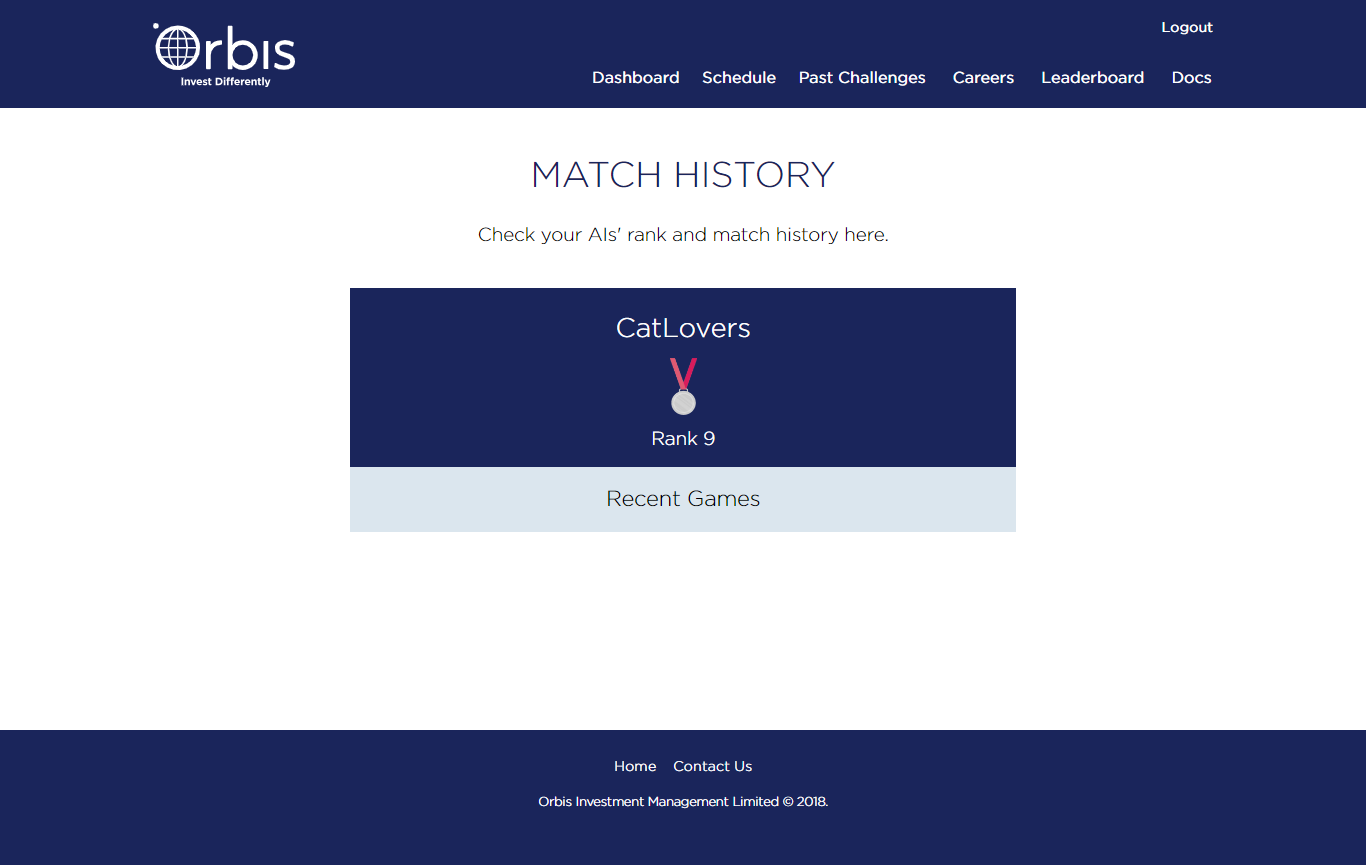 Orbis
Invest Differently
Logout
Dashboard Schedule Past Challenges Careers Leaderboard Docs
MATCH HISTORY
Check your AIs' rank and match history here.
CatLovers
Rank 9
Recent Games
Home Contact Us
Orbis Investment Management Limited © 2018.